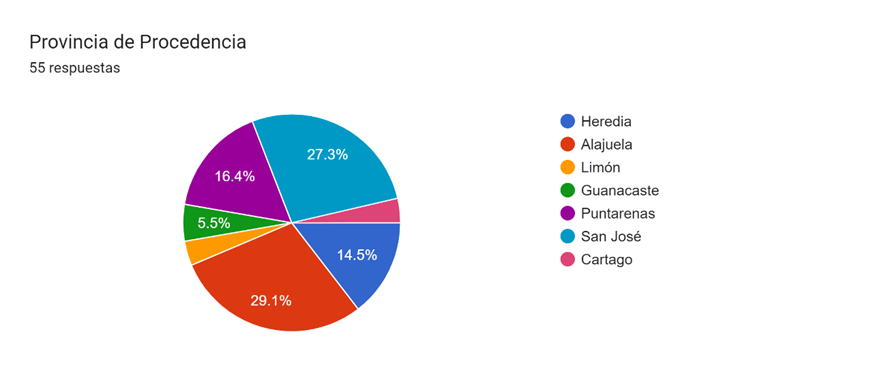 Provincia de Procedencia
55 respuestas
27.3%
16.4%
5.5%
14.5%
29.1%
Heredia
Alajuela
Limón
Guanacaste
Puntarenas
San José
Cartago